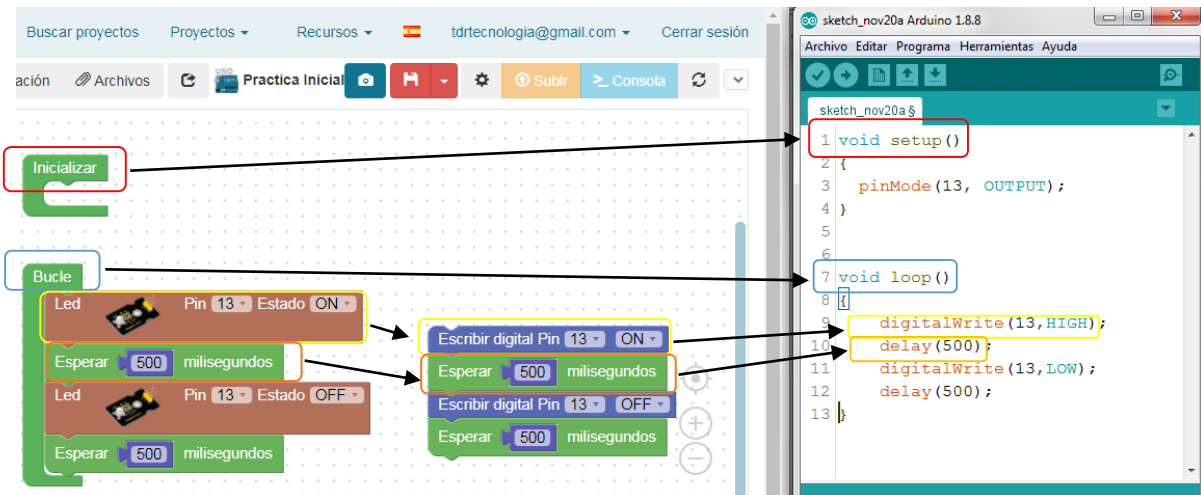 Buscar proyectos Proyectos Recursos tdrtecnologia@gmail.com Cerrar sesión
ación Archivos UNO Practica Inicial Subir >_ Consola
Inicializar
Bucle
Led Pin 13 Estado ON
Esperar 500 milisegundos
Led Pin 13 Estado OFF
Esperar 500 milisegundos
Escribir digital Pin 13 ON
Esperar 500 milisegundos
Escribir digital Pin 13 OFF
Esperar 500 milisegundos
sketch_nov20a Arduino 1.8.8
Archivo Editar Programa Herramientas Ayuda
sketch_nov20a §
1 void setup()
2 {
3 pinMode(13, OUTPUT);
4 }
5
6
7 void loop()
8 {
9 digitalWrite(13,HIGH);
10 delay(500);
11 digitalWrite(13,LOW);
12 delay(500);
13 }